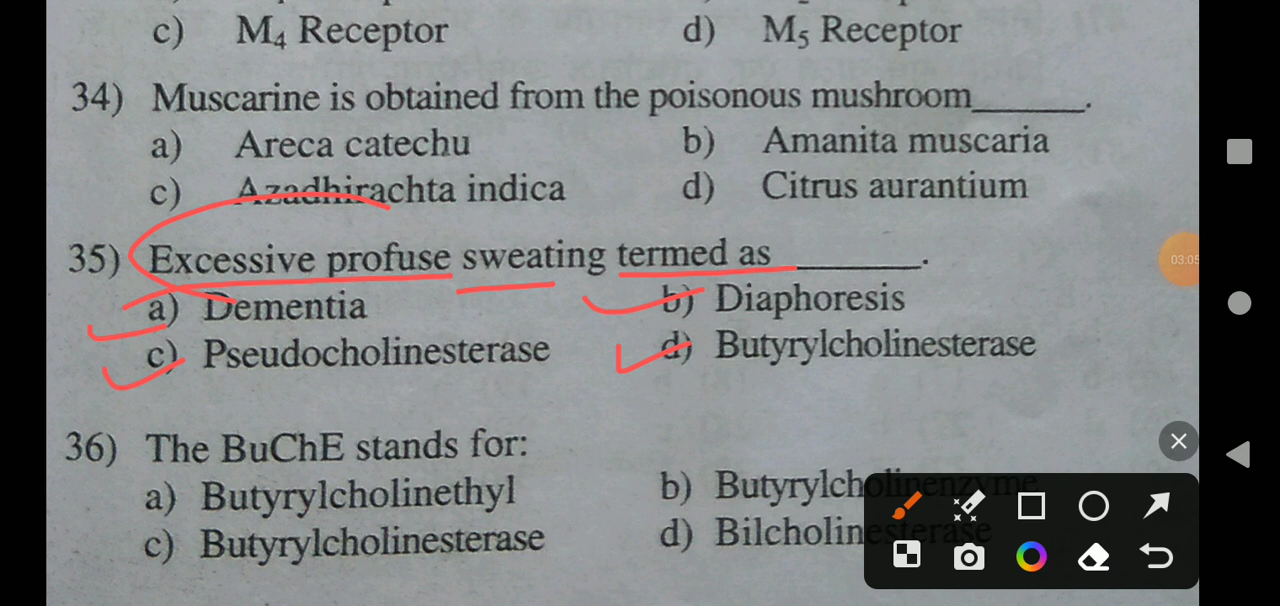 c) M₄ Receptor d) M₅ Receptor
34) Muscarine is obtained from the poisonous mushroom______.
a) Areca catechu b) Amanita muscaria
c) Azadhirachta indica d) Citrus aurantium
35) Excessive profuse sweating termed as ______.
a) Dementia b) Diaphoresis
c) Pseudocholinesterase d) Butyrylcholinesterase
36) The BuChE stands for:
a) Butyrylcholinethyl b) Butyrylcholinenzyme
c) Butyrylcholinesterase d) Bilcholinesterase
03:05